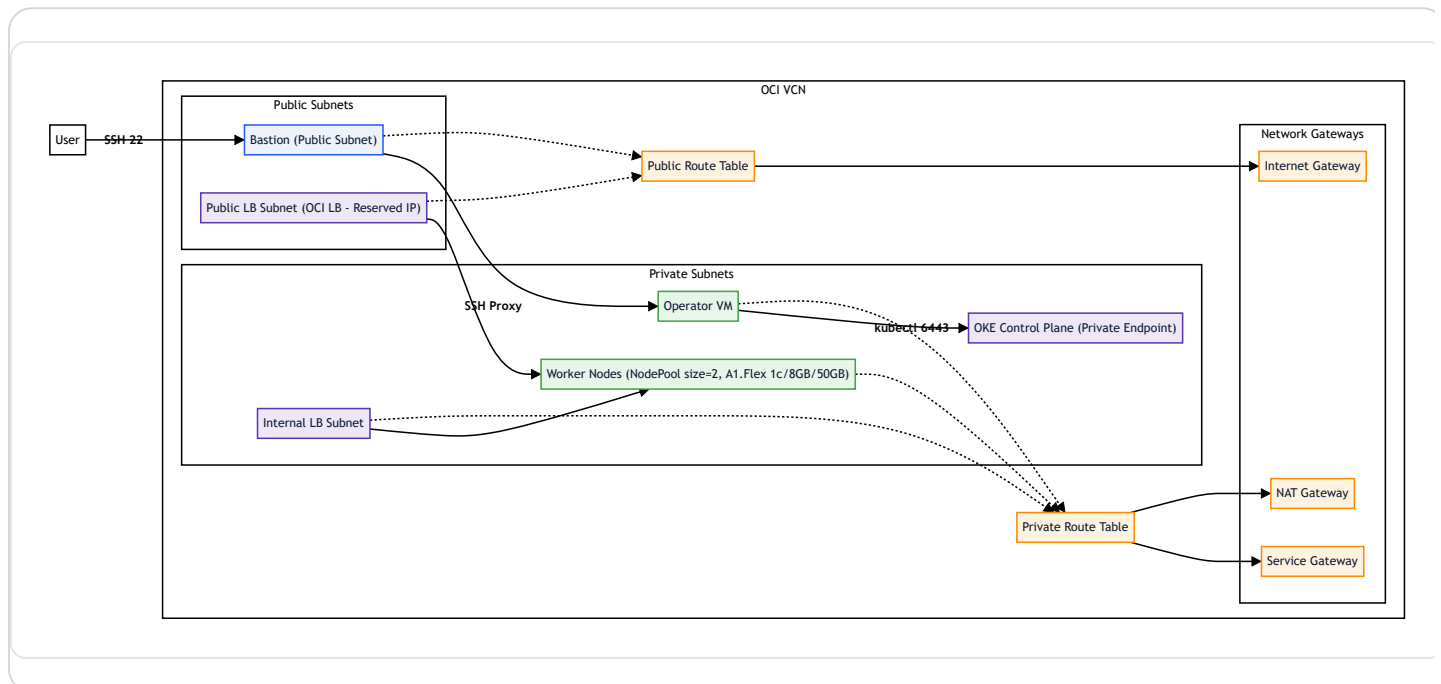 OCI VCN
Public Subnets
Network Gateways
User
SSH 22
Bastion (Public Subnet)
Public Route Table
Internet Gateway
Public LB Subnet (OCI LB - Reserved IP)
Private Subnets
SSH Proxy
Operator VM
kubectl 6443
OKE Control Plane (Private Endpoint)
Worker Nodes (NodePool size=2, A1.Flex 1c/8GB/50GB)
Internal LB Subnet
NAT Gateway
Private Route Table
Service Gateway